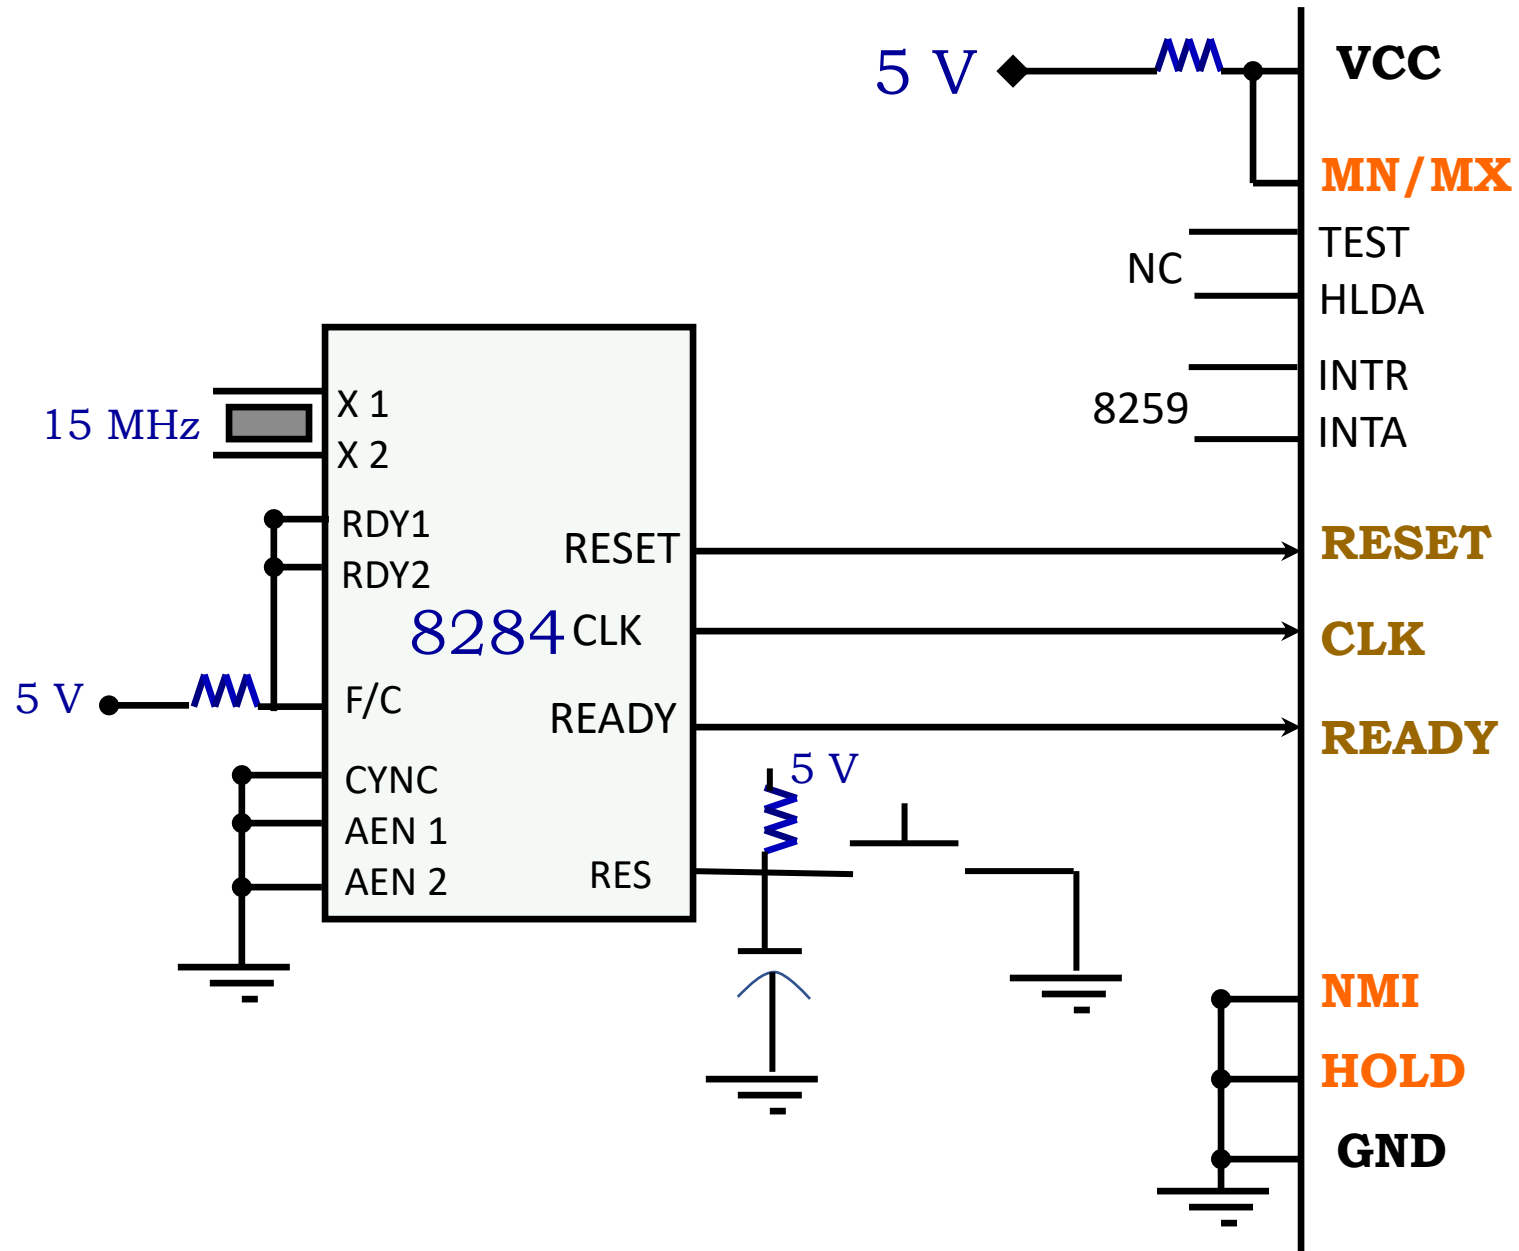 5 V
VCC
MN/MX
TEST
NC
HLDA
INTR
8259
INTA
15 MHz
X 1
X 2
RDY1
RDY2
RESET
RESET
8284
CLK
CLK
5 V
F/C
READY
READY
5 V
CYNC
AEN 1
AEN 2
RES
NMI
HOLD
GND